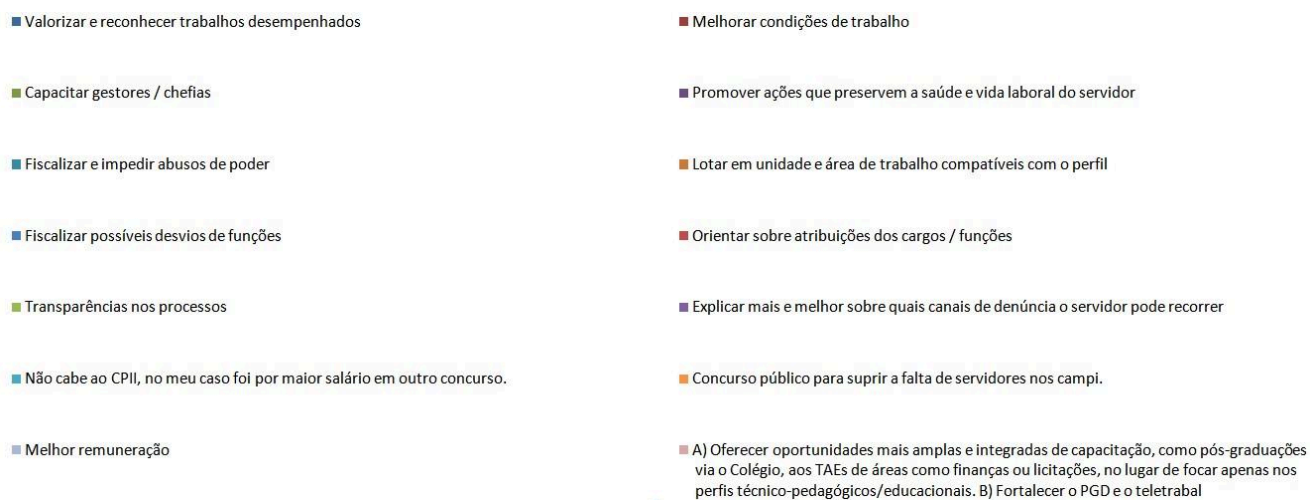 Valorizar e reconhecer trabalhos desempenhados
Melhorar condições de trabalho
Capacitar gestores / chefias
Promover ações que preservem a saúde e vida laboral do servidor
Fiscalizar e impedir abusos de poder
Lotar em unidade e área de trabalho compatíveis com o perfil
Fiscalizar possíveis desvios de funções
Orientar sobre atribuições dos cargos / funções
Transparências nos processos
Explicar mais e melhor sobre quais canais de denúncia o servidor pode recorrer
Não cabe ao CPII, no meu caso foi por maior salário em outro concurso.
Concurso público para suprir a falta de servidores nos campi.
Melhor remuneração
A) Oferecer oportunidades mais amplas e integradas de capacitação, como pós-graduações
via o Colégio, aos TAEs de áreas como finanças ou licitações, no lugar de focar apenas nos
perfis técnico-pedagógicos/educacionais. B) Fortalecer o PGD e o teletrabal